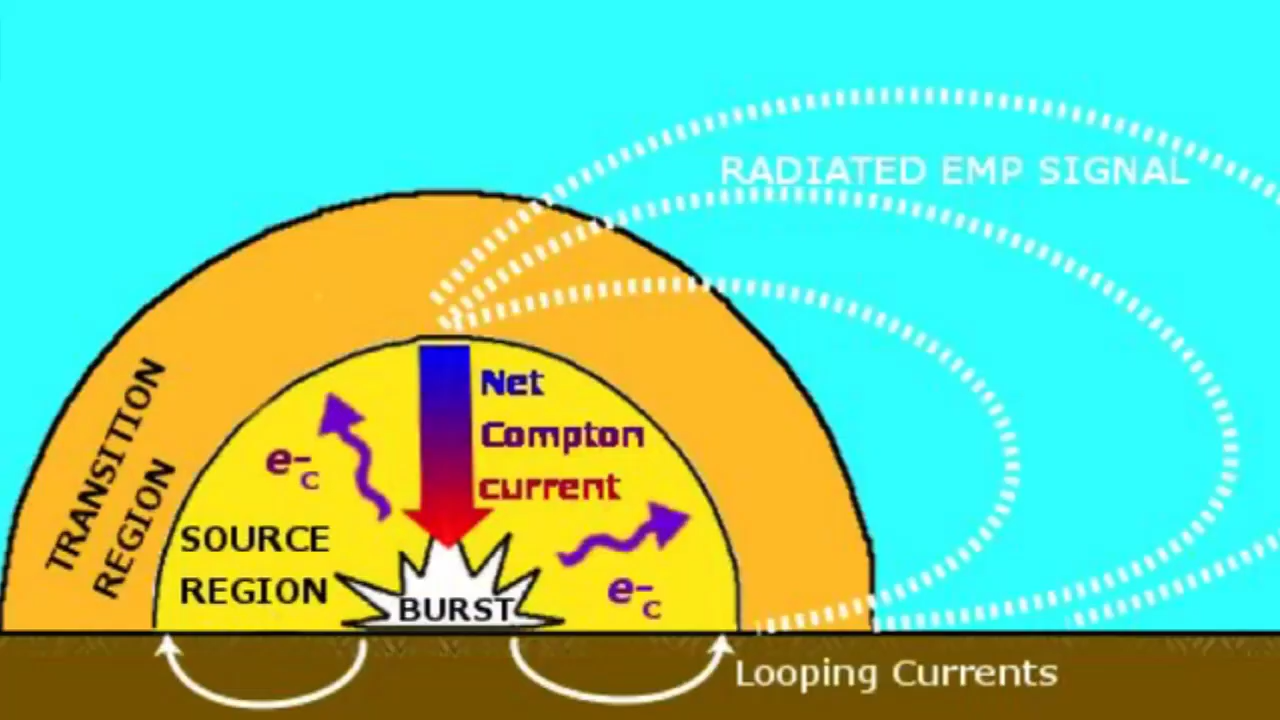 RADIATED EMP SIGNAL
TRANSITION
REGION
Net
Compton
current
e-c
SOURCE
REGION
e-c
BURST
Looping Currents